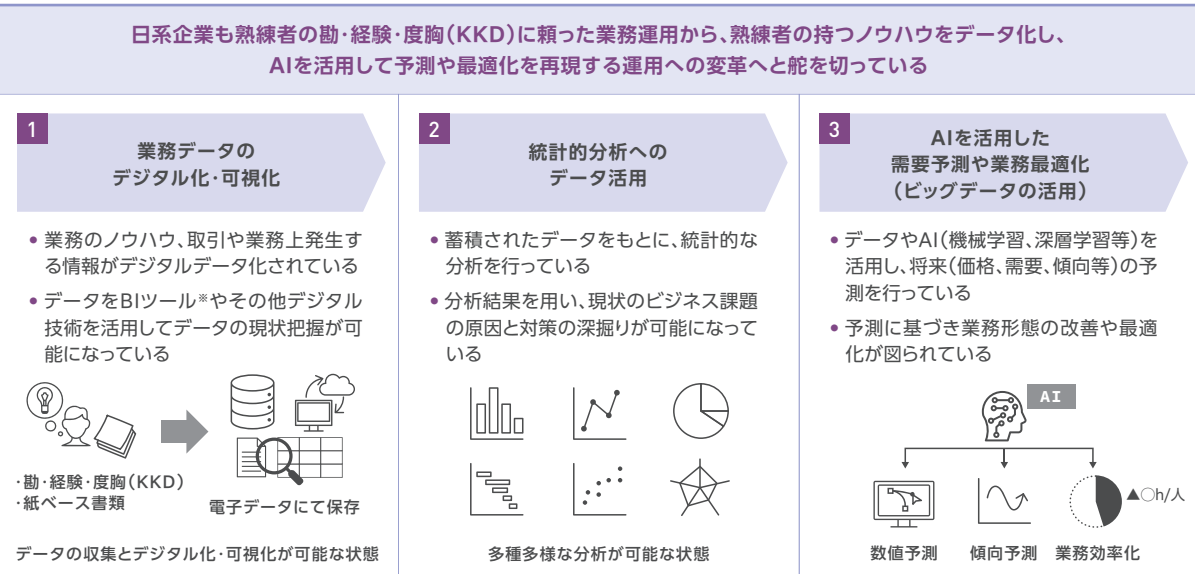 日系企業も熟練者の勘・経験・度胸(KKD)に頼った業務運用から、熟練者の持つノウハウをデータ化し、
AIを活用して予測や最適化を再現する運用への変革へと舵を切っている
1
業務データの
デジタル化・可視化
• 業務のノウハウ、取引や業務上発生す
る情報がデジタルデータ化されている
• データをBIツール※やその他デジタル
技術を活用してデータの現状把握が可
能になっている
・勘・経験・度胸(KKD)
・紙ベース書類
電子データにて保存
データの収集とデジタル化・可視化が可能な状態
2
統計的分析への
データ活用
• 蓄積されたデータをもとに、統計的な
分析を行っている
• 分析結果を用い、現状のビジネス課題
の原因と対策の深掘りが可能になって
いる
多種多様な分析が可能な状態
3
AIを活用した
需要予測や業務最適化
(ビッグデータの活用)
• データやAI(機械学習、深層学習等)を
活用し、将来(価格、需要、傾向等)の予
測を行っている
• 予測に基づき業務形態の改善や最適
化が図られている
AI
▲○h/人
数値予測
傾向予測
業務効率化